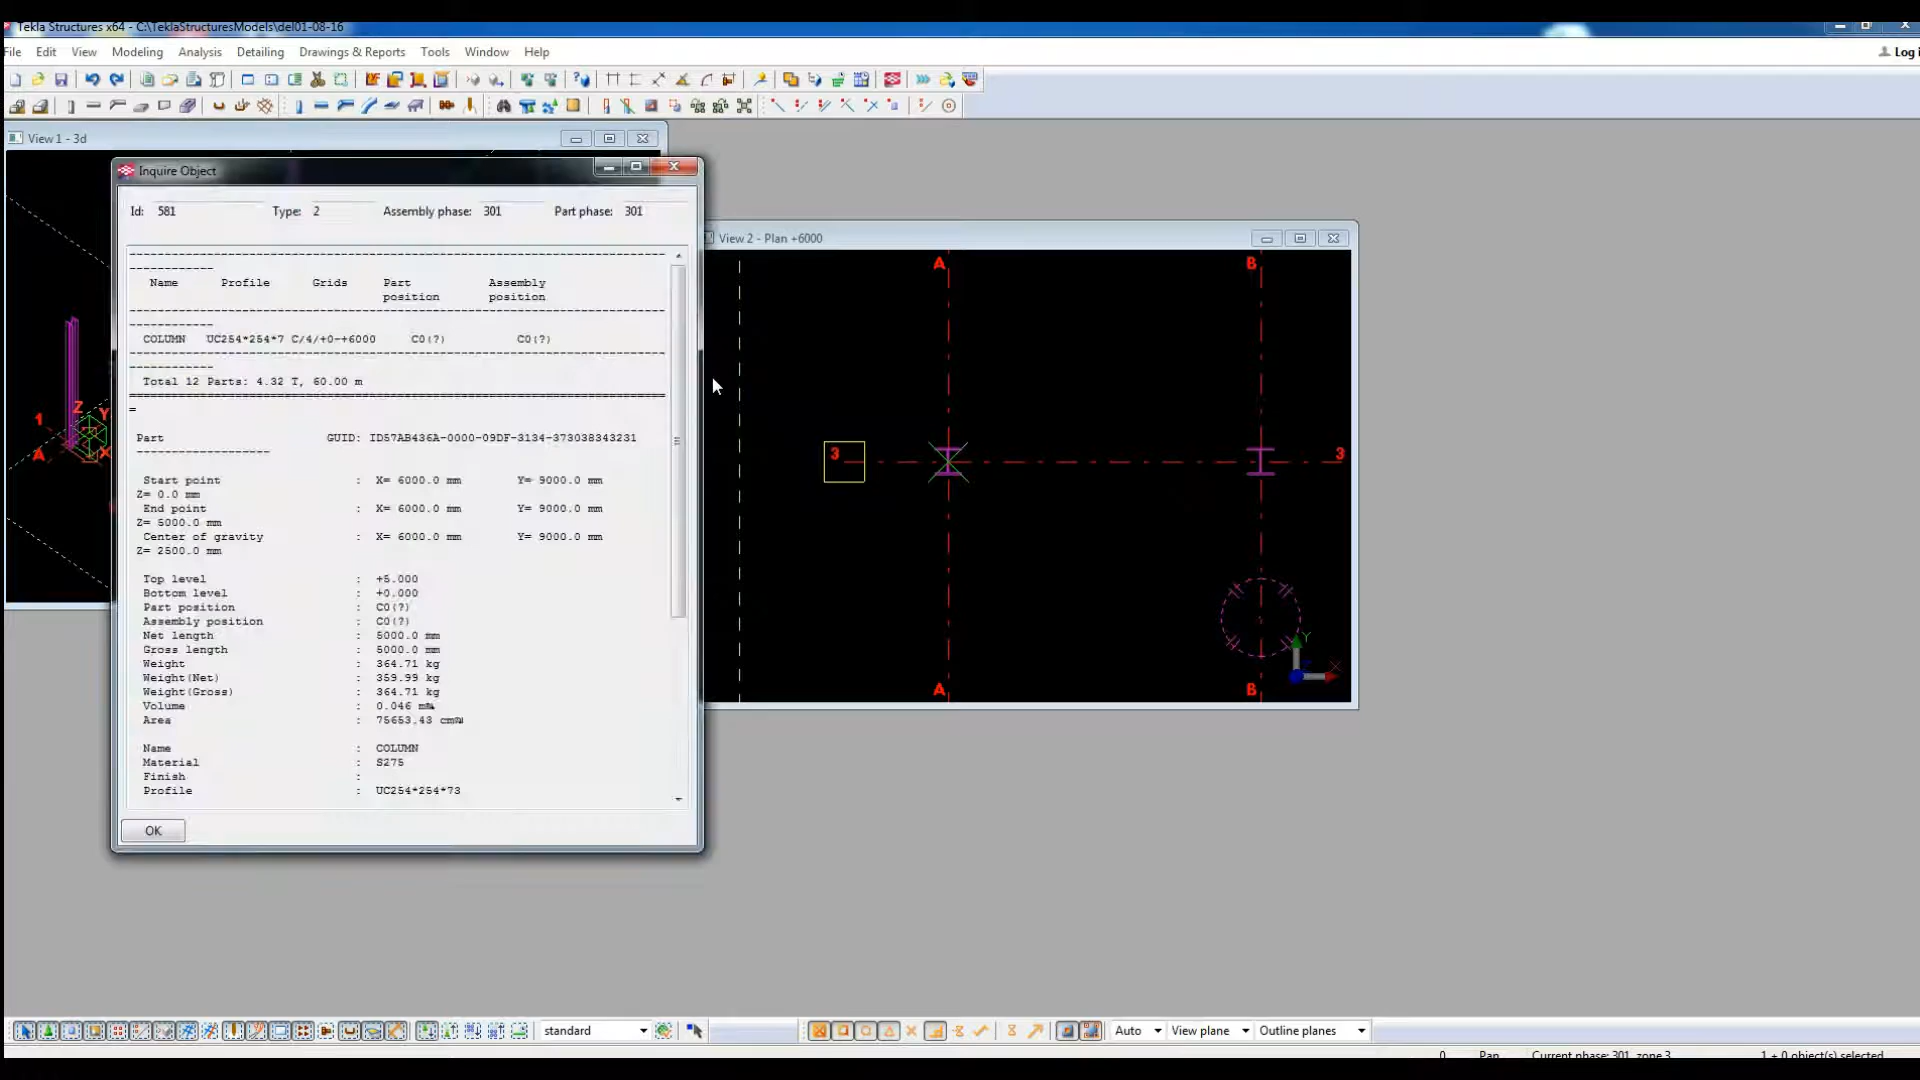 Tekla Structures x64 - C:\TeklaStructuresModels\del01-08-16
File Edit View Modeling Analysis Detailing Drawings & Reports Tools Window Help
Log i
View 1 - 3d
Inquire Object
Id: 581 Type: 2 Assembly phase: 301 Part phase: 301
--------------------------------------------------------------------------
------------
Name Profile Grids Part Assembly
position position
--------------------------------------------------------------------------
------------
COLUMN UC254*254*7 C/4/+0-+6000 C0(?) C0(?)
--------------------------------------------------------------------------
------------
Total 12 Parts: 4.32 T, 60.00 m
==========================================================================
=
Part GUID: ID57AB436A-0000-09DF-3134-373038343231
-------------------
Start point : X= 6000.0 mm Y= 9000.0 mm
Z= 0.0 mm
End point : X= 6000.0 mm Y= 9000.0 mm
Z= 5000.0 mm
Center of gravity : X= 6000.0 mm Y= 9000.0 mm
Z= 2500.0 mm
Top level : +5.000
Bottom level : +0.000
Part position : C0(?)
Assembly position : C0(?)
Net length : 5000.0 mm
Gross length : 5000.0 mm
Weight : 364.71 kg
Weight(Net) : 359.99 kg
Weight(Gross) : 364.71 kg
Volume : 0.046
Area : 75653.43
Name : COLUMN
Material : S275
Finish :
Profile : UC254*254*73
OK
1 A Z Y X
View 2 - Plan +6000
A B
3 3
Y X
A B
standard Auto View plane Outline planes
0 Pan Current phase: 301, zone 3 1 + 0 object(s) selected